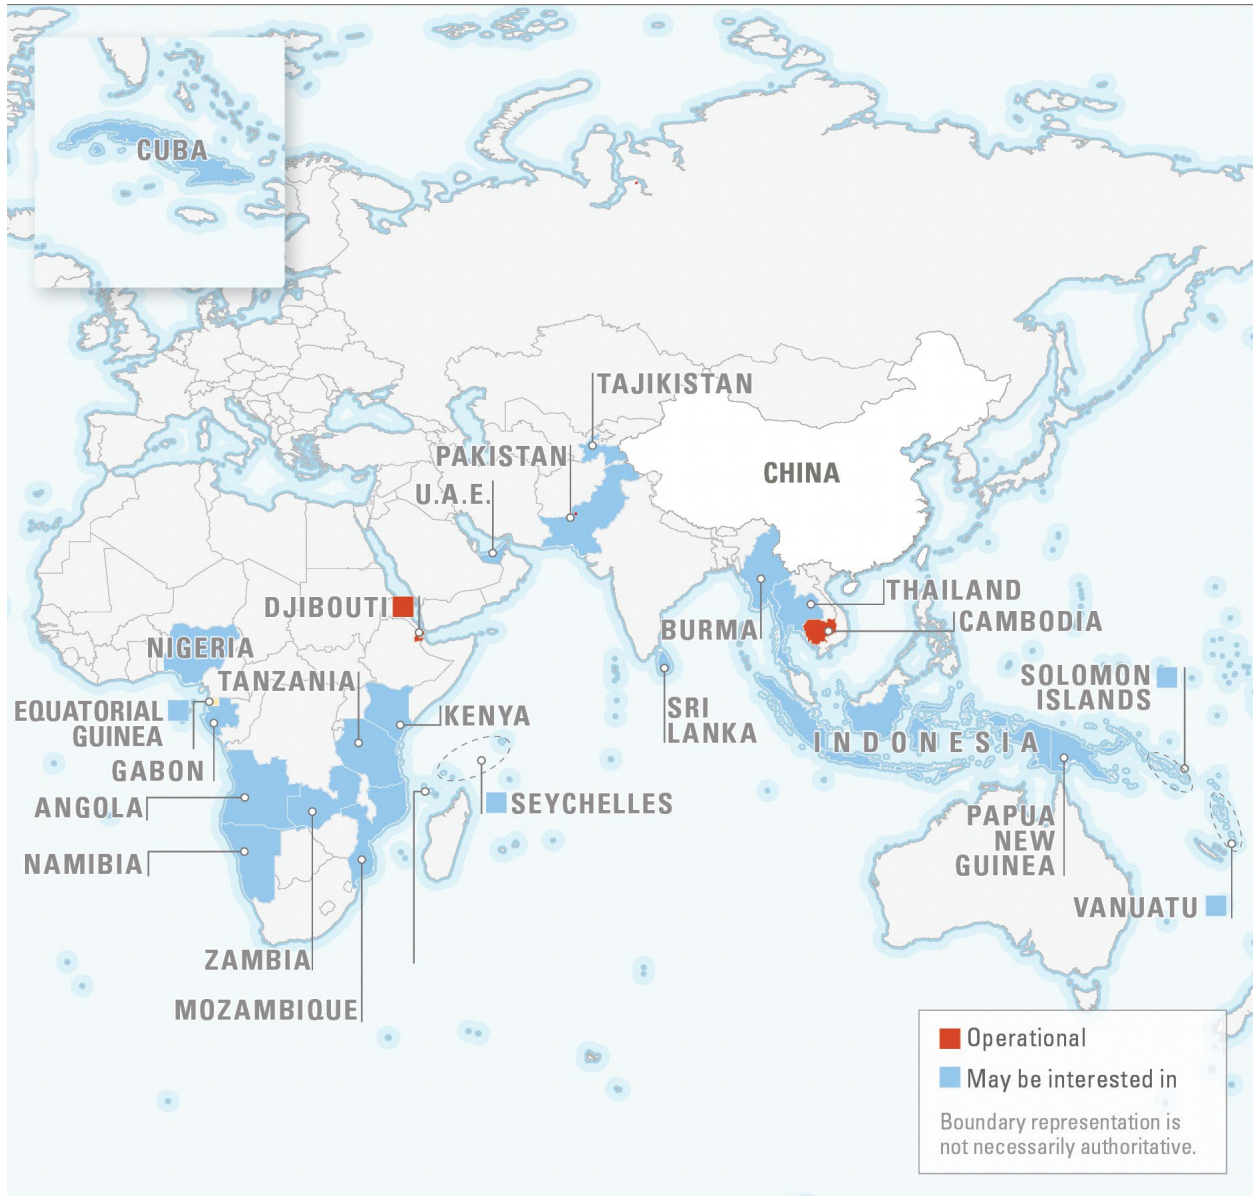 CUBA
TAJIKISTAN
PAKISTAN
CHINA
U.A.E.
DJIBOUTI
THAILAND
CAMBODIA
BURMA
NIGERIA
TANZANIA
SOLOMON
ISLANDS
EQUATORIAL
GUINEA
KENYA
SRI
LANKA
INDONESIA
GABON
ANGOLA
SEYCHELLES
PAPUA
NEW
GUINEA
NAMIBIA
VANUATU
ZAMBIA
MOZAMBIQUE
Operational
May be interested in
Boundary representation is
not necessarily authoritative.